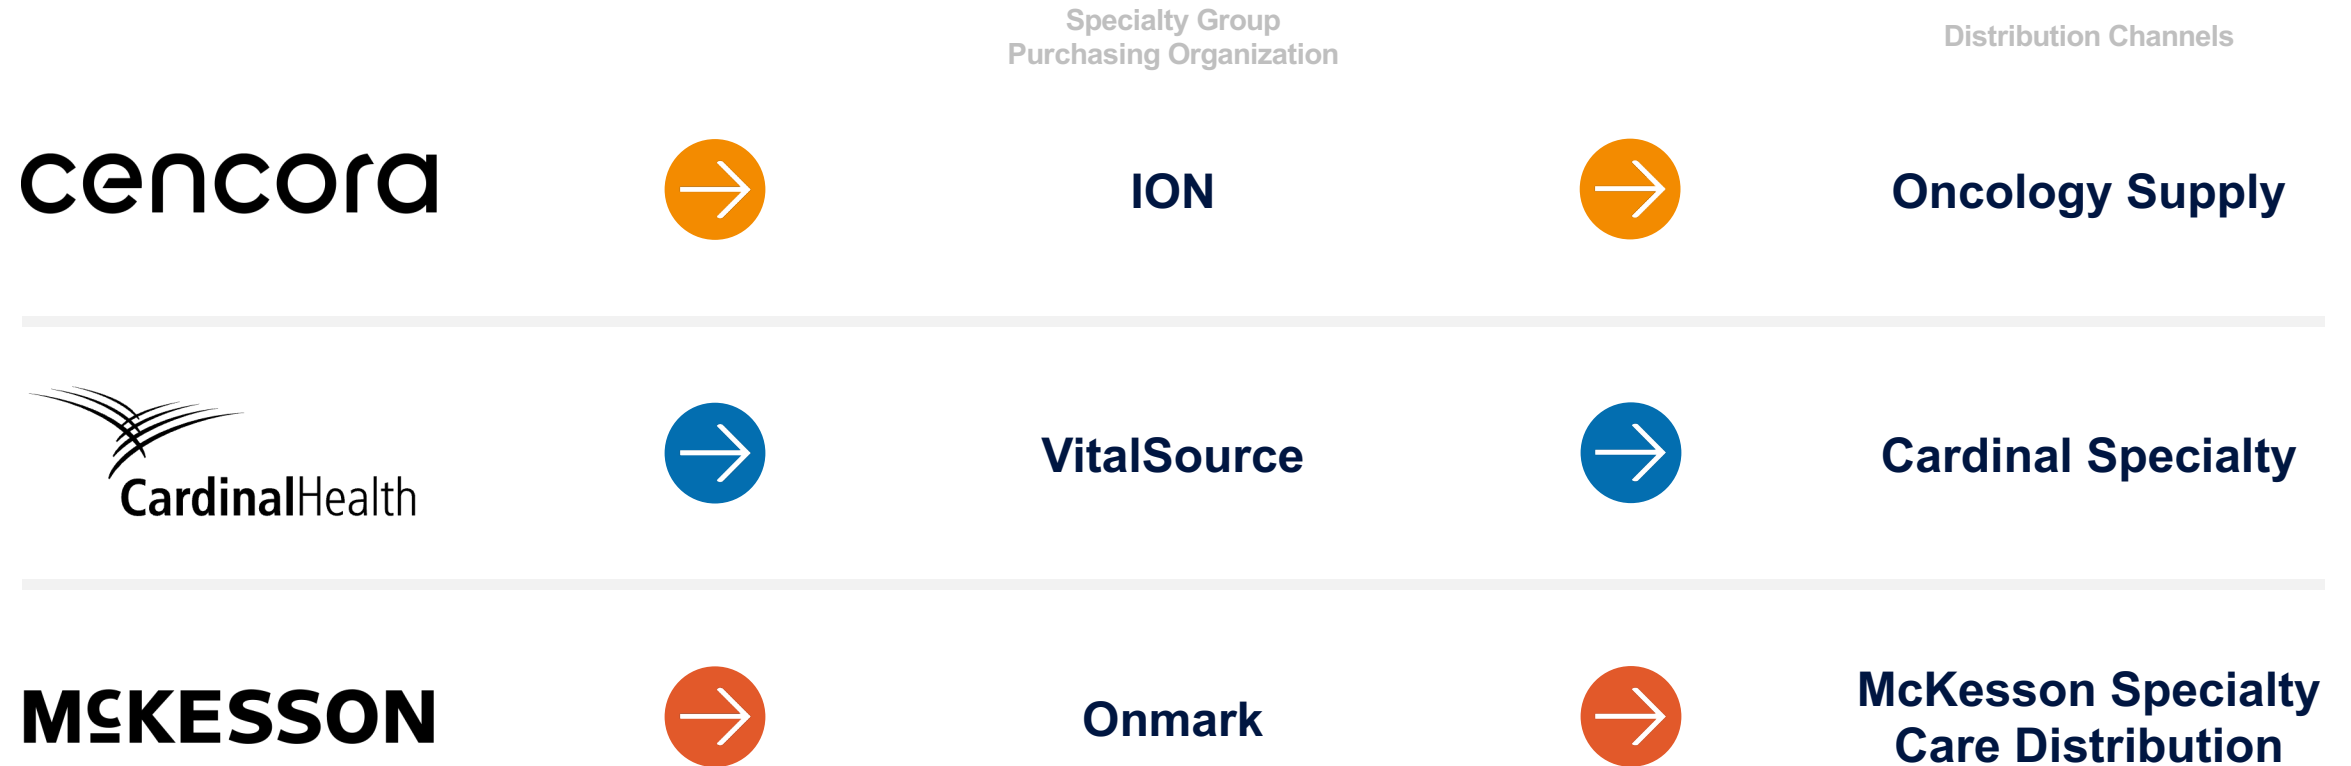 Specialty Group
Purchasing Organization
Distribution Channels
cencora
ION
Oncology Supply
CardinalHealth
VitalSource
Cardinal Specialty
McKESSON
Onmark
McKesson Specialty
Care Distribution